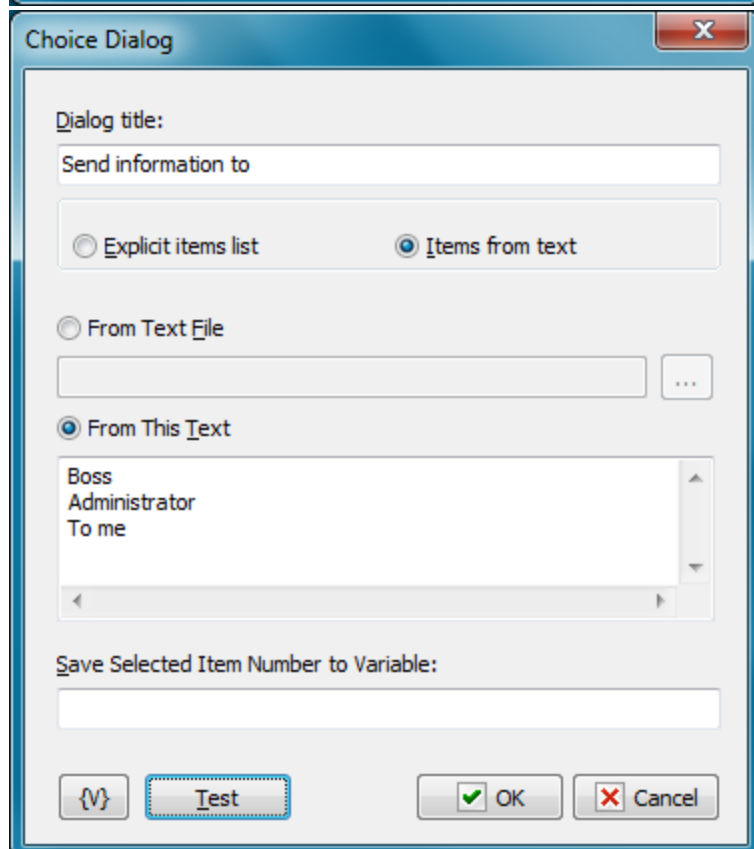 Choice Dialog
Dialog title:
Send information to
Explicit items list Items from text
From Text File
...
From This Text
Boss
Administrator
To me
Save Selected Item Number to Variable:
{V} Test OK Cancel